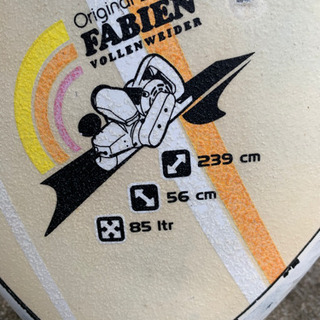 Original
FABIEN
VOLLENWEIDER
239 cm
56 cm
85 ltr